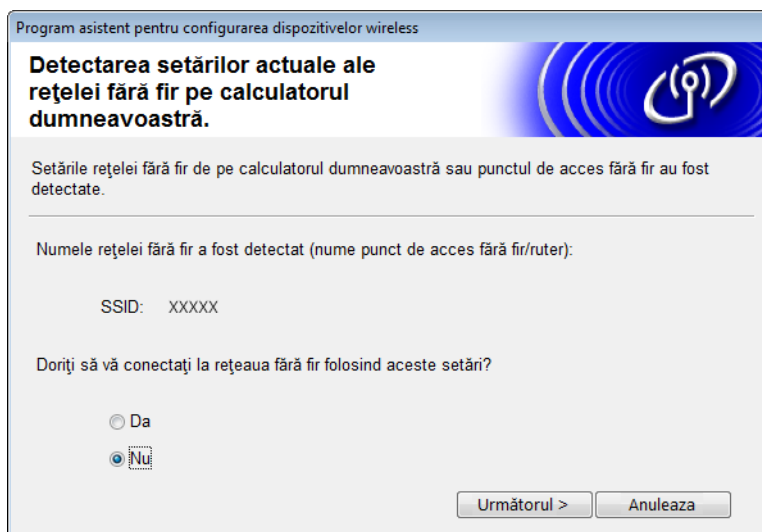 Program asistent pentru configurarea dispozitivelor wireless
Detectarea setărilor actuale ale
reţelei fără fir pe calculatorul
dumneavoastră.
Setările reţelei fără fir de pe calculatorul dumneavoastră sau punctul de acces fără fir au fost
detectate.
Numele reţelei fără fir a fost detectat (nume punct de acces fără fir/ruter):
SSID: XXXXX
Doriţi să vă conectaţi la reţeaua fără fir folosind aceste setări?
Da
Nu
Următorul >
Anuleaza